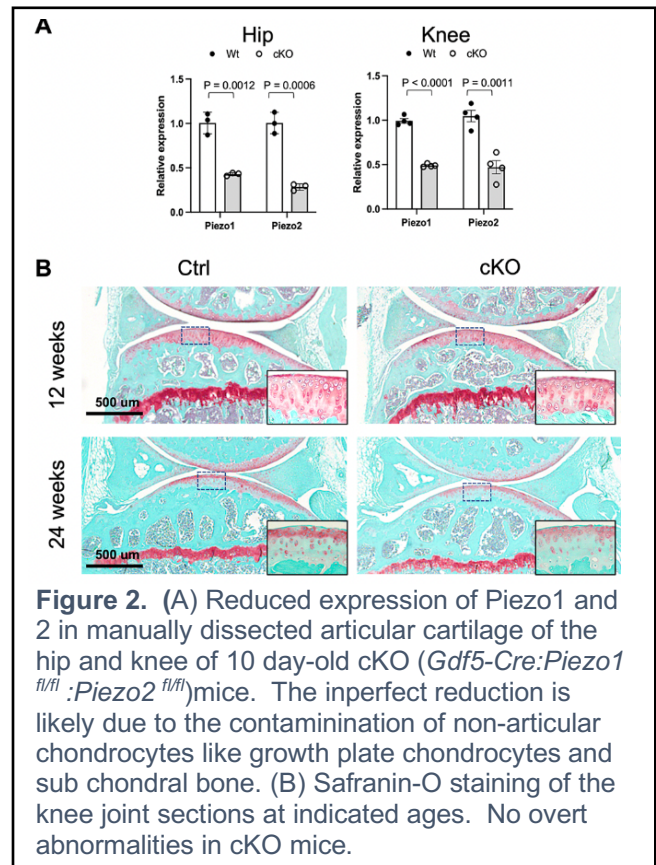 A
Hip
Knee
Wt cKO
Wt cKO
P = 0.0012 P = 0.0006
P < 0.0001 P = 0.0011
Relative expression
1.5
1.0
0.5
0.0
Piezo1 Piezo2
Relative expression
1.5
1.0
0.5
0.0
Piezo1 Piezo2
B
Ctrl
cKO
12 weeks
500 um
24 weeks
500 um
Figure 2. (A) Reduced expression of Piezo1 and
2 in manually dissected articular cartilage of the
hip and knee of 10 day-old cKO (Gdf5-Cre:Piezo1
fl/fl :Piezo2 fl/fl)mice. The inperfect reduction is
likely due to the contaminination of non-articular
chondrocytes like growth plate chondrocytes and
sub chondral bone. (B) Safranin-O staining of the
knee joint sections at indicated ages. No overt
abnormalities in cKO mice.